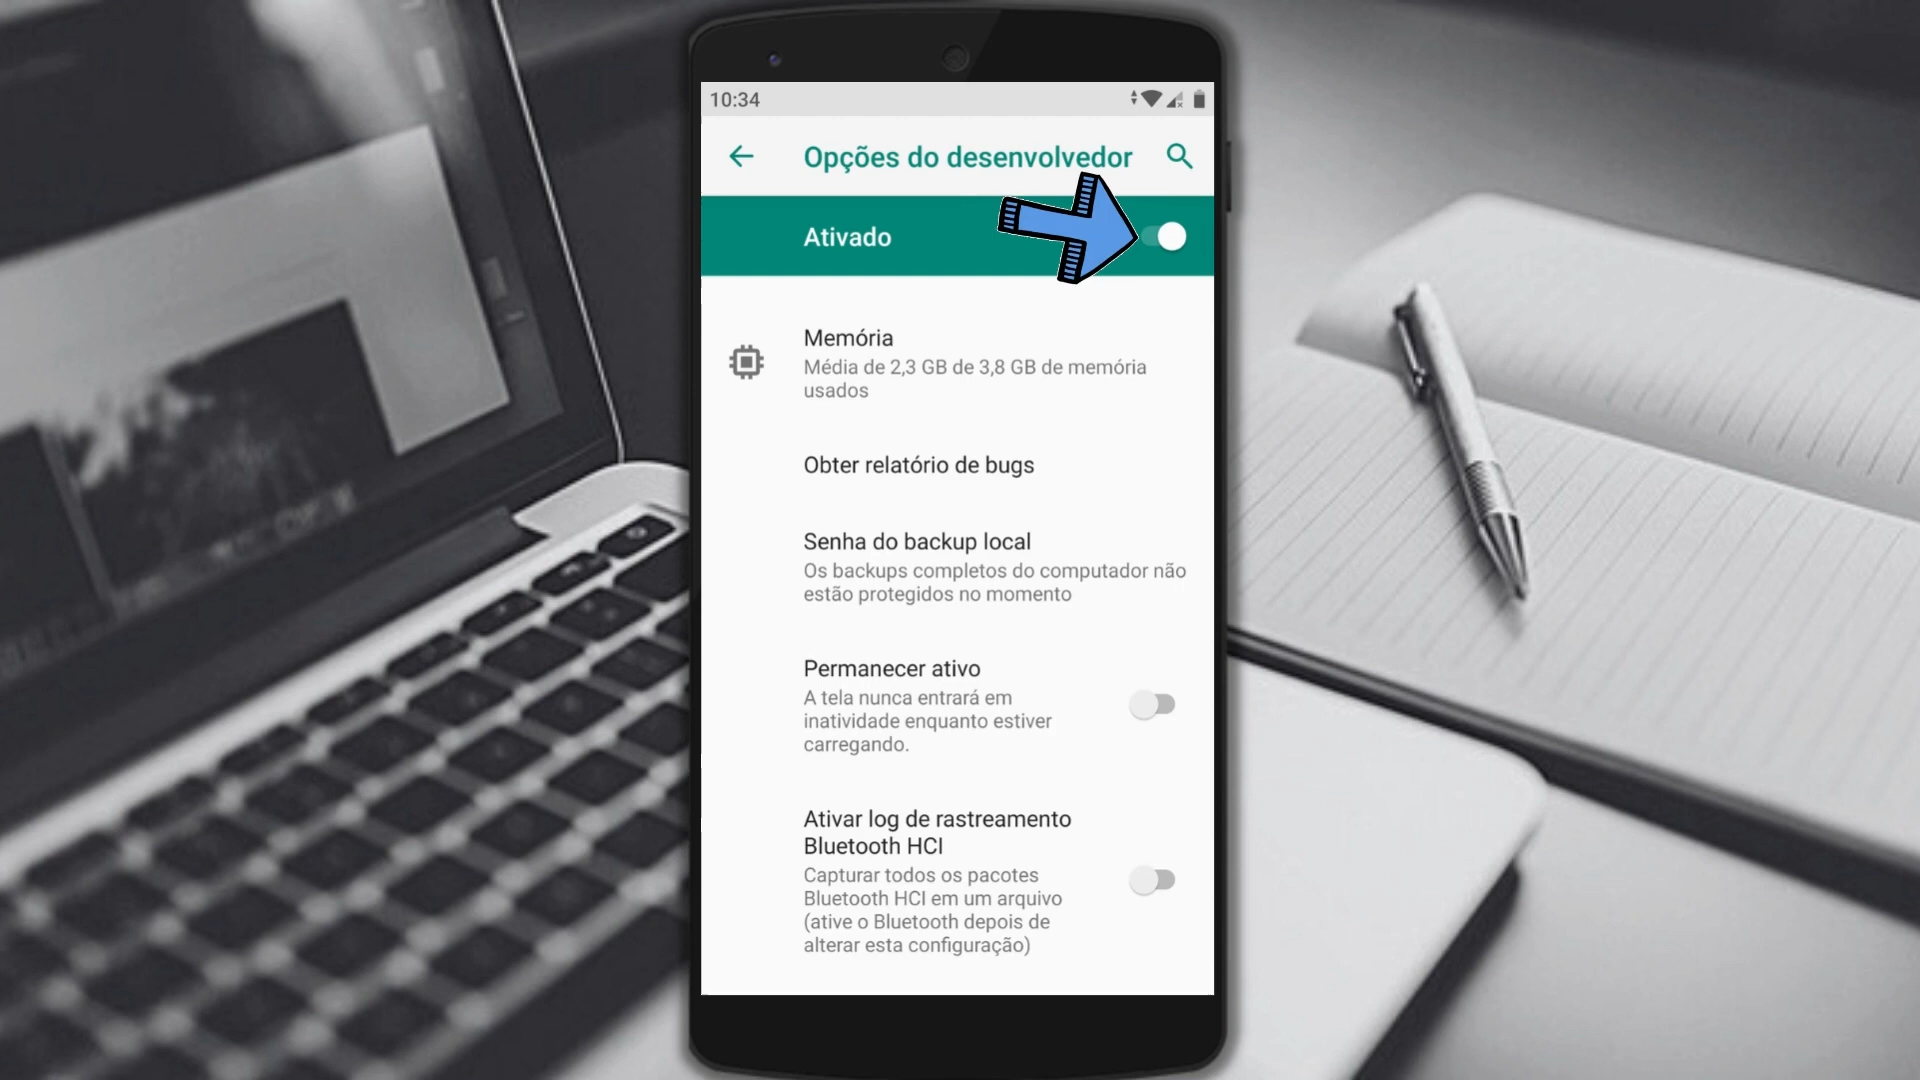 10:34
Opções do desenvolvedor
Ativado
Memória
Média de 2,3 GB de 3,8 GB de memória
usados
Obter relatório de bugs
Senha do backup local
Os backups completos do computador não
estão protegidos no momento
Permanecer ativo
A tela nunca entrará em
inatividade enquanto estiver
carregando.
Ativar log de rastreamento
Bluetooth HCI
Capturar todos os pacotes
Bluetooth HCI em um arquivo
(ative o Bluetooth depois de
alterar esta configuração)